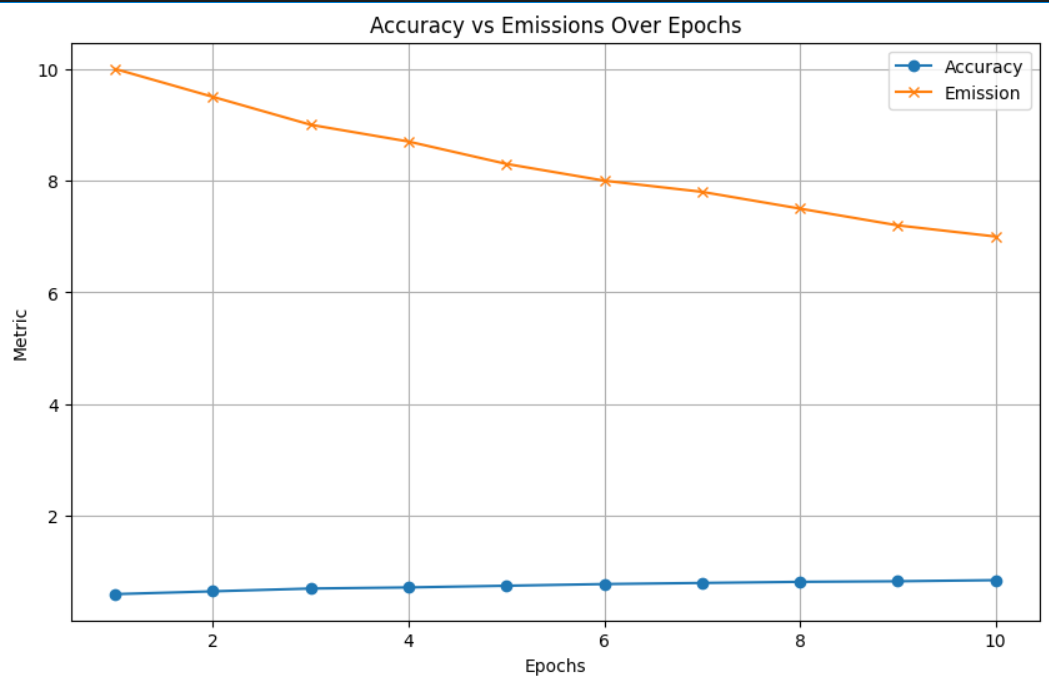 Accuracy vs Emissions Over Epochs
Accuracy
Emission
10
8
6
4
2
Metric
2 4 6 8 10
Epochs